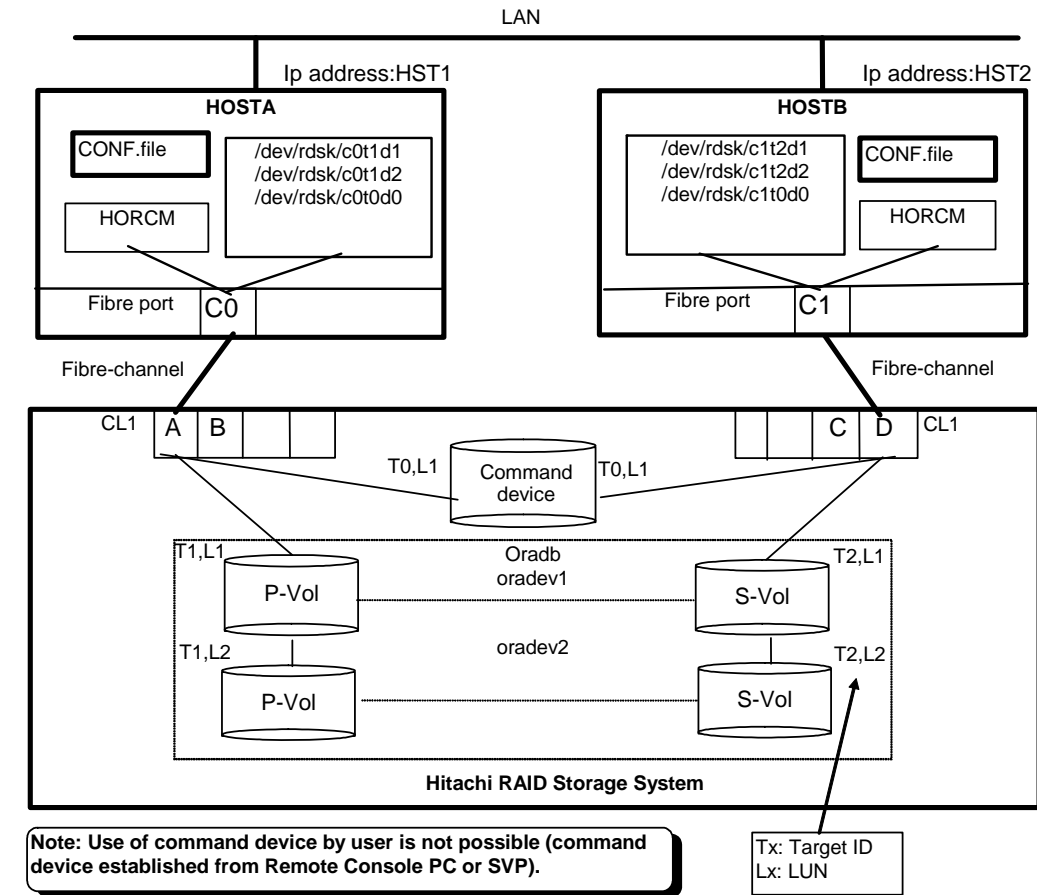 LAN
Ip address:HST1
Ip address:HST2
HOSTA
CONF.file
/dev/rdsk/c0t1d1
/dev/rdsk/c0t1d2
/dev/rdsk/c0t0d0
HORCM
Fibre port
C0
HOSTB
/dev/rdsk/c1t2d1
/dev/rdsk/c1t2d2
/dev/rdsk/c1t0d0
CONF.file
HORCM
Fibre port
C1
Fibre-channel
Fibre-channel
CL1
A
B
C
D
CL1
T0,L1
Command
device
T0,L1
T1,L1
Oradb
oradev1
T2,L1
P-Vol
S-Vol
T1,L2
oradev2
T2,L2
P-Vol
S-Vol
Hitachi RAID Storage System
Note: Use of command device by user is not possible (command
device established from Remote Console PC or SVP).
Tx: Target ID
Lx: LUN